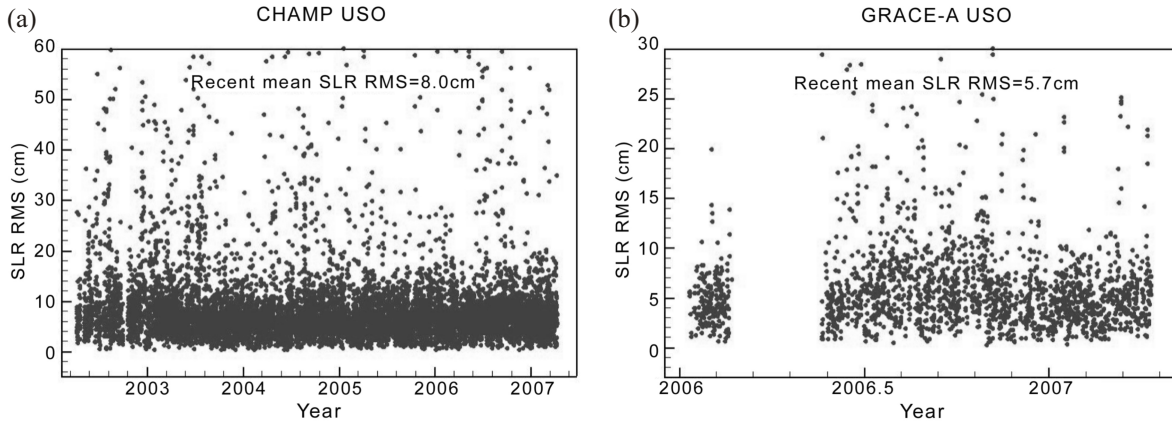 (a)
CHAMP USO
Recent mean SLR RMS=8.0cm
SLR RMS (cm)
60
50
40
30
20
10
0
2003 2004 2005 2006 2007
Year
(b)
GRACE-A USO
Recent mean SLR RMS=5.7cm
SLR RMS (cm)
30
25
20
15
10
5
0
2006 2006.5 2007
Year